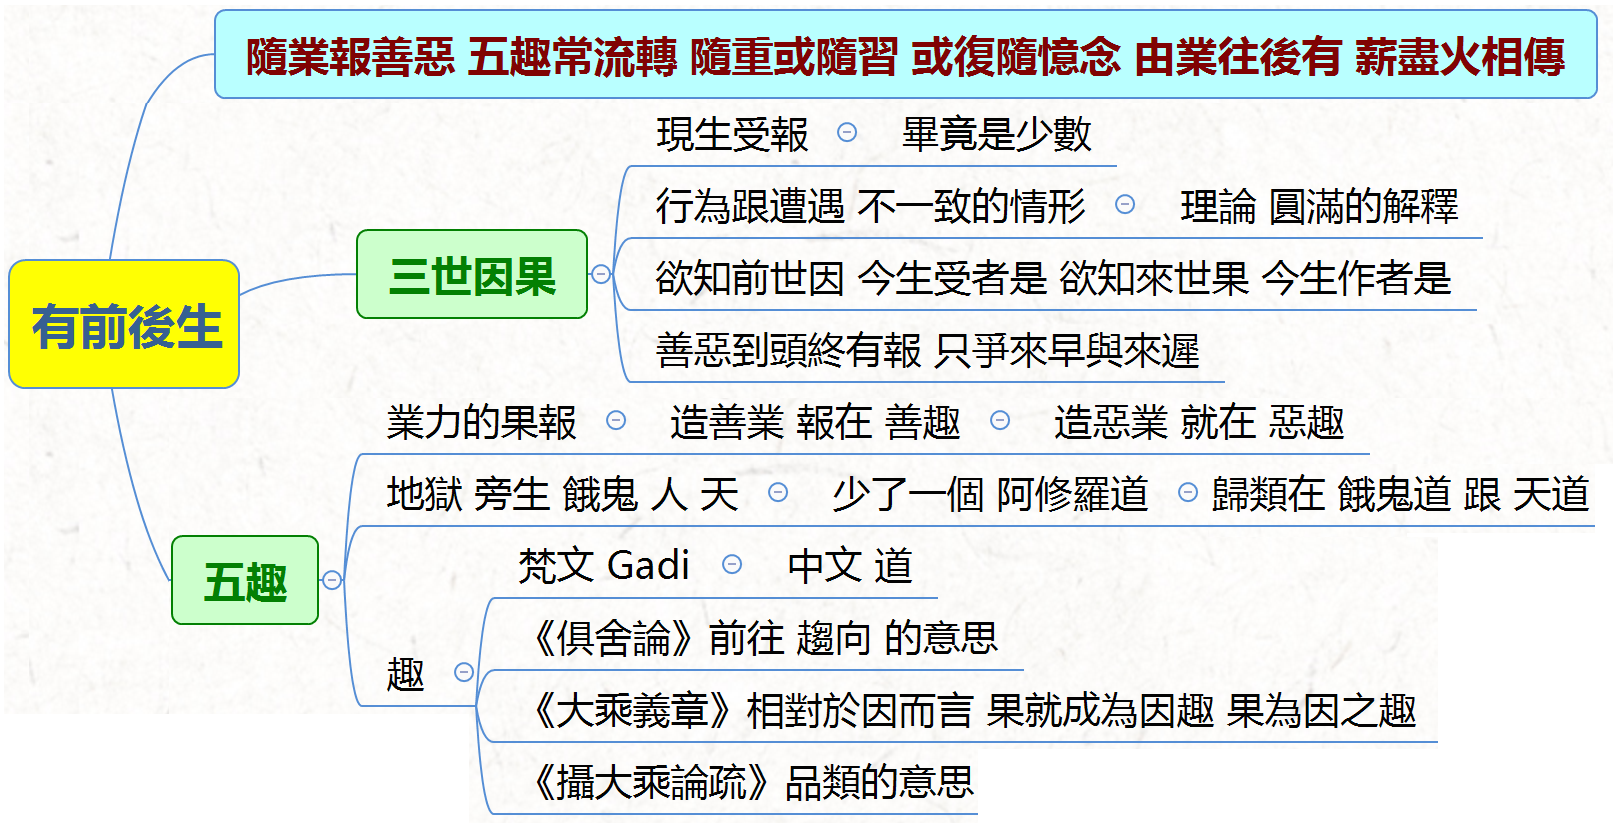 隨業報善惡 五趣常流轉 隨重或隨習 或復隨憶念 由業往後有 薪盡火相傳
有前後生
三世因果
現生受報 畢竟是少數
行為跟遭遇 不一致的情形 理論 圓滿的解釋
欲知前世因 今生受者是 欲知來世果 今生作者是
善惡到頭終有報 只爭來早與來遲
五趣
業力的果報 造善業 報在 善趣 造惡業 就在 惡趣
地獄 旁生 餓鬼 人 天 少了一個 阿修羅道 歸類在 餓鬼道 跟 天道
趣
梵文 Gadi 中文 道
《俱舍論》前往 趨向 的意思
《大乘義章》相對於因而言 果就成為因趣 果為因之趣
《攝大乘論疏》品類的意思